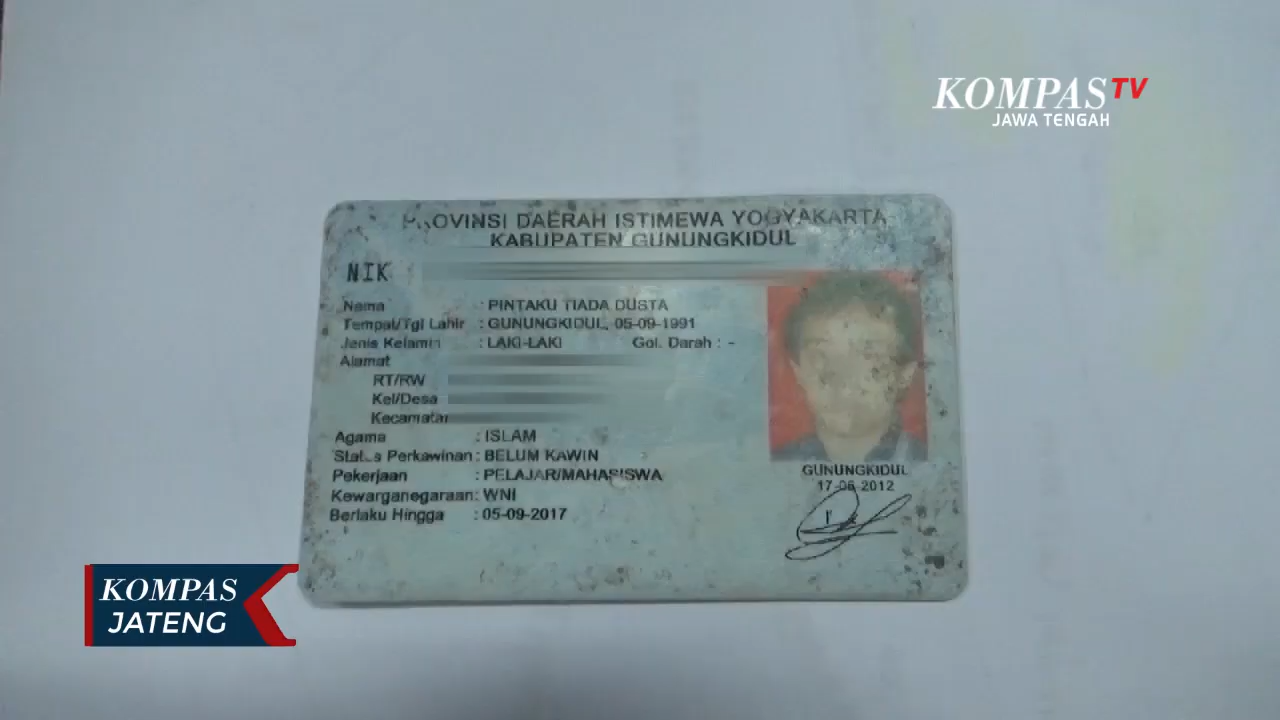 KOMPAS TV
JAWA TENGAH
PROVINSI DAERAH ISTIMEWA YOGYAKARTA
KABUPATEN GUNUNGKIDUL
NIK
Nama : PINTAKU TIADA DUSTA
Tempat/Tgl Lahir : GUNUNGKIDUL, 05-09-1991
Jenis Kelamin : LAKI-LAKI Gol. Darah : -
Alamat
RT/RW
Kel/Desa
Kecamatan
Agama : ISLAM
Status Perkawinan : BELUM KAWIN
Pekerjaan : PELAJAR/MAHASISWA
Kewarganegaraan : WNI
Berlaku Hingga : 05-09-2017
GUNUNGKIDUL
17-06-2012
KOMPAS
JATENG